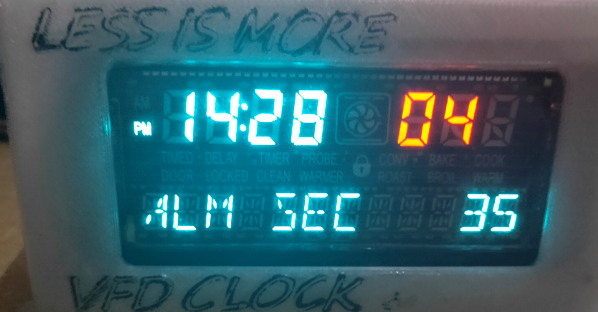 LESS IS MORE
AM
PM 14:28 04
TIMED DELAY TIMER PROBE CONV BAKE COOK
DOOR LOCKED CLEAN WARMER ROAST BROIL WARM
ALM SEC 35
VFD CLOCK